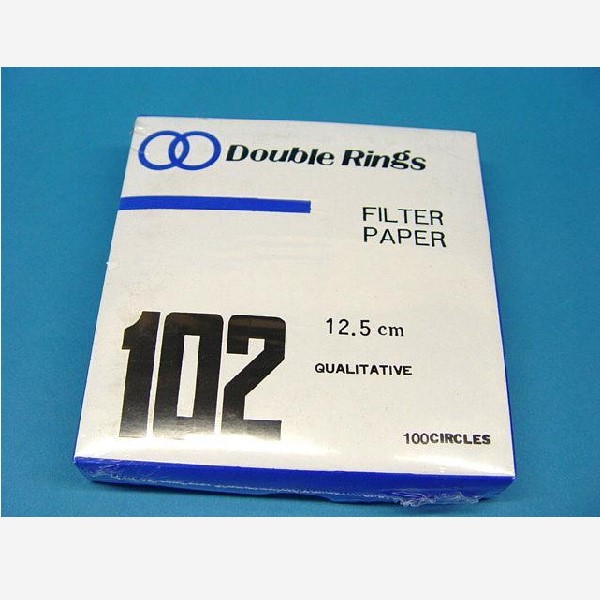 Double Rings
FILTER
PAPER
102
12.5 cm
QUALITATIVE
100CIRCLES